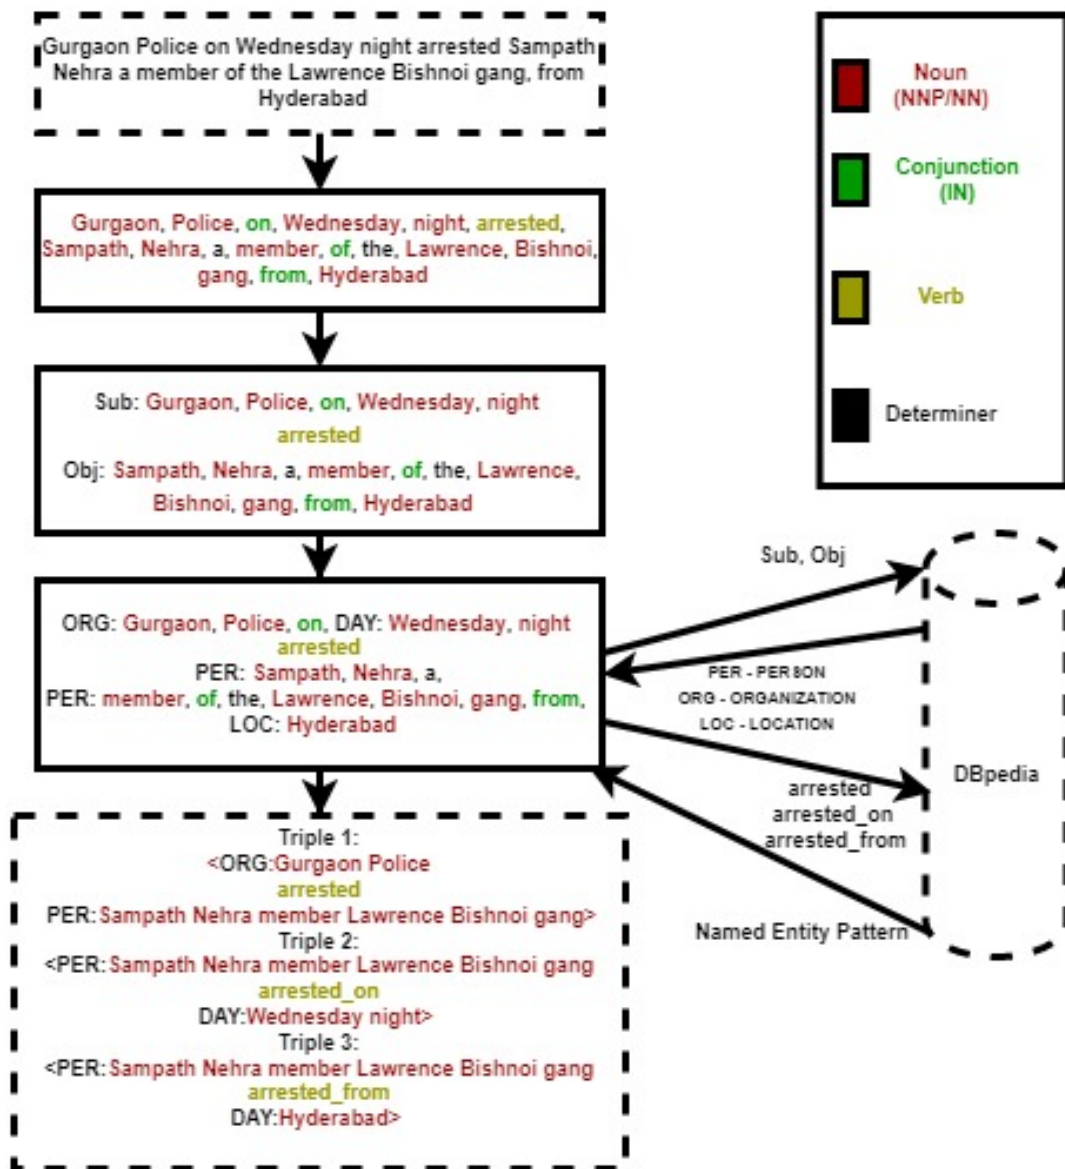 Gurgaon Police on Wednesday night arrested Sampath
Nehra a member of the Lawrence Bishnoi gang, from
Hyderabad
Gurgaon, Police, on, Wednesday, night, arrested,
Sampath, Nehra, a, member, of, the, Lawrence, Bishnoi,
gang, from, Hyderabad
Sub: Gurgaon, Police, on, Wednesday, night
arrested
Obj: Sampath, Nehra, a, member, of, the, Lawrence,
Bishnoi, gang, from, Hyderabad
ORG: Gurgaon, Police, on, DAY: Wednesday, night
arrested
PER: Sampath, Nehra, a,
PER: member, of, the, Lawrence, Bishnoi, gang, from,
LOC: Hyderabad
Triple 1:
<ORG:Gurgaon Police
arrested
PER:Sampath Nehra member Lawrence Bishnoi gang>
Triple 2:
<PER:Sampath Nehra member Lawrence Bishnoi gang
arrested_on
DAY:Wednesday night>
Triple 3:
<PER:Sampath Nehra member Lawrence Bishnoi gang
arrested_from
DAY:Hyderabad>
Noun
(NNP/NN)
Conjunction
(IN)
Verb
Determiner
Sub, Obj
PER - PERSON
ORG - ORGANIZATION
LOC - LOCATION
arrested
arrested_on
arrested_from
Named Entity Pattern
DBpedia